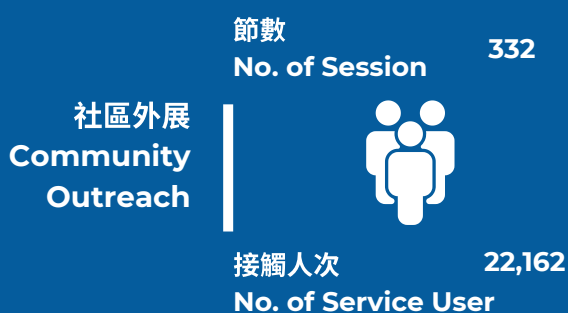 社區外展
Community
Outreach
節數
No. of Session
332
接觸人次
No. of Service User
22,162